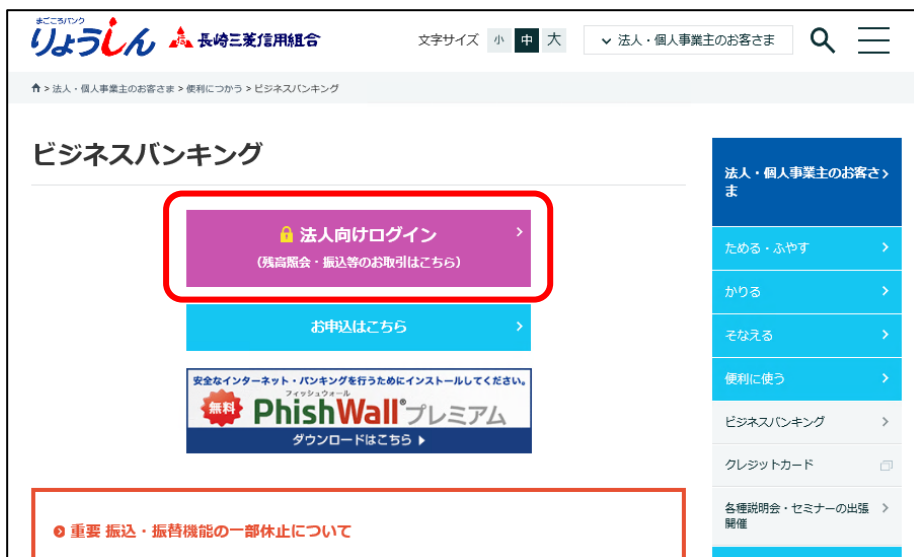 まごころバンク
りょうしん 長崎三菱信用組合
文字サイズ 小 中 大
法人・個人事業主のお客さま
> 法人・個人事業主のお客さま > 便利につかう > ビジネスバンキング
ビジネスバンキング
法人向けログイン
(残高照会・振込等のお取引はこちら)
お申込はこちら
安全なインターネット・バンキングを行うためにインストールしてください。
無料
フィッシュウォール
PhishWall®プレミアム
ダウンロードはこちら
重要 振込・振替機能の一部休止について
法人・個人事業主のお客さ
ま
ためる・ふやす
かりる
そなえる
便利に使う
ビジネスバンキング
クレジットカード
各種説明会・セミナーの出張
開催